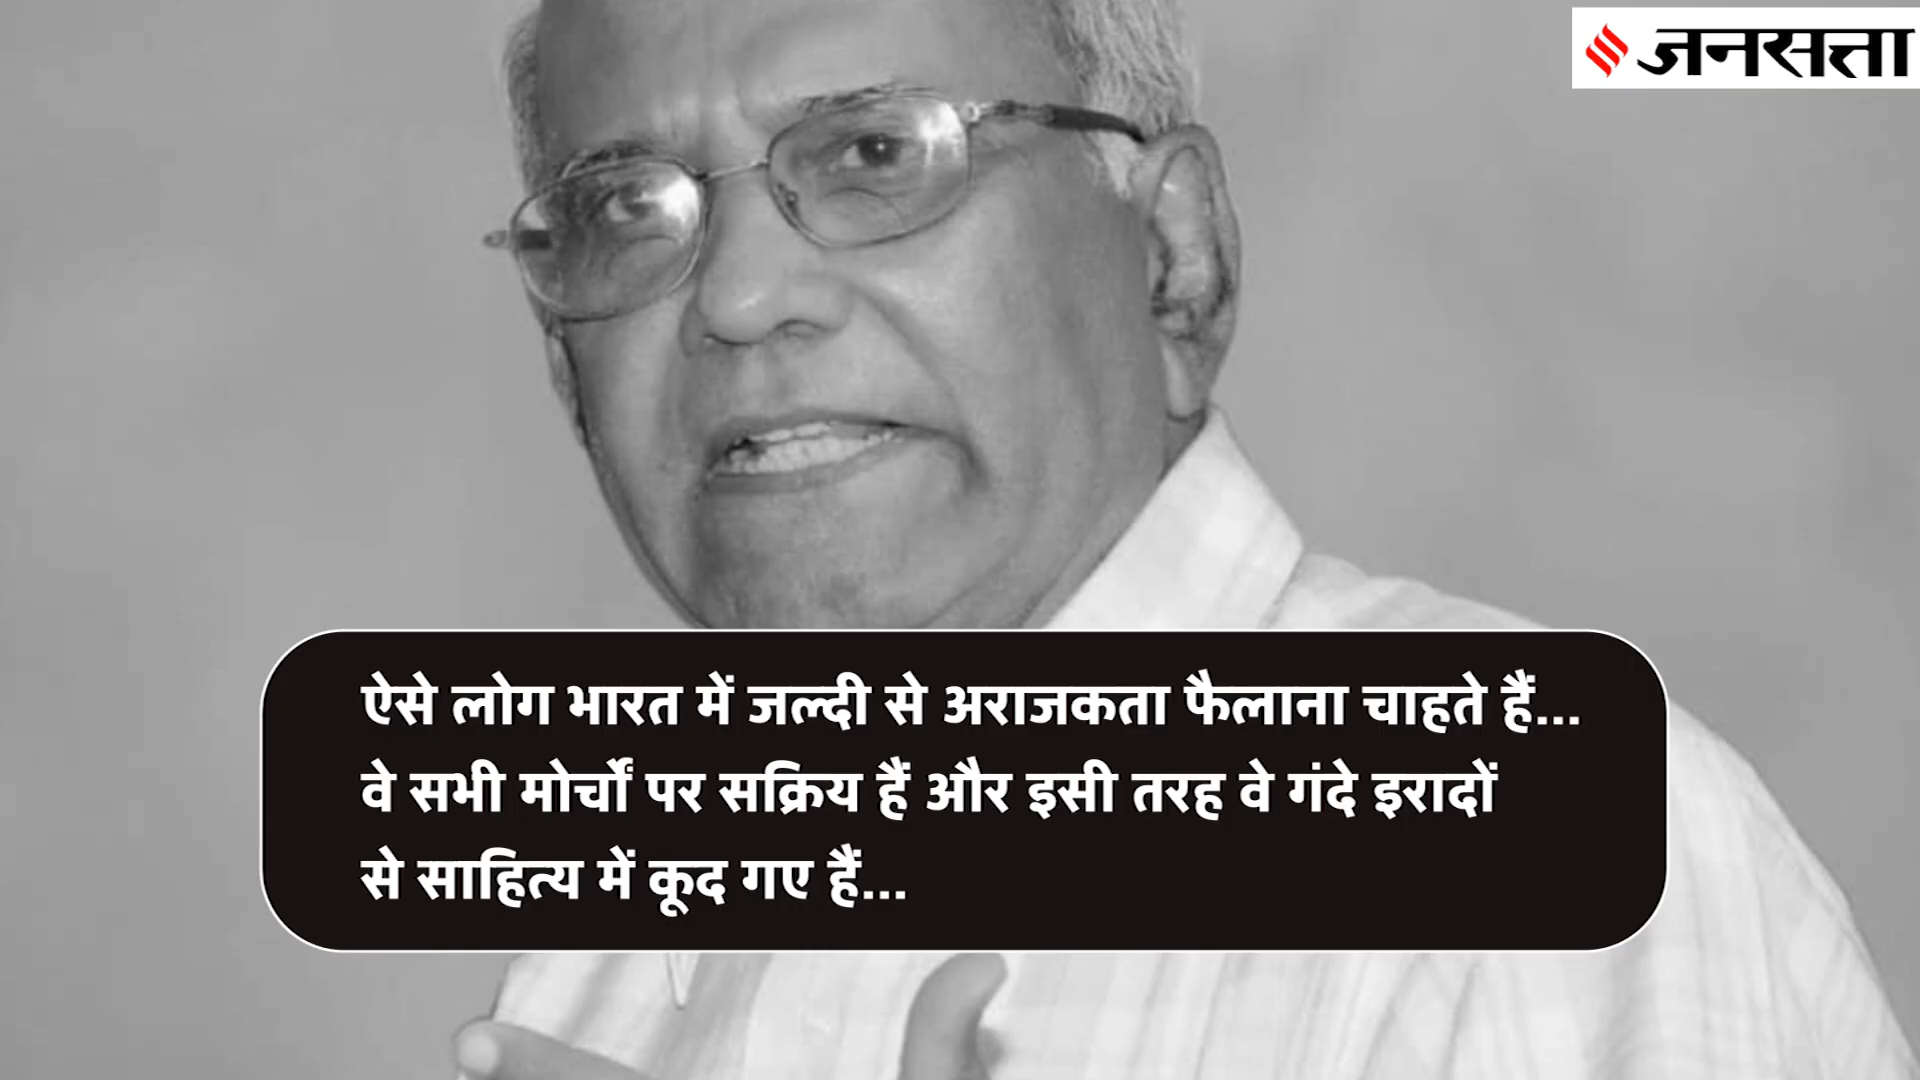 जनसत्ता
ऐसे लोग भारत में जल्दी से अराजकता फैलाना चाहते हैं...
वे सभी मोर्चों पर सक्रिय हैं और इसी तरह वे गंदे इरादों
से साहित्य में कूद गए हैं...